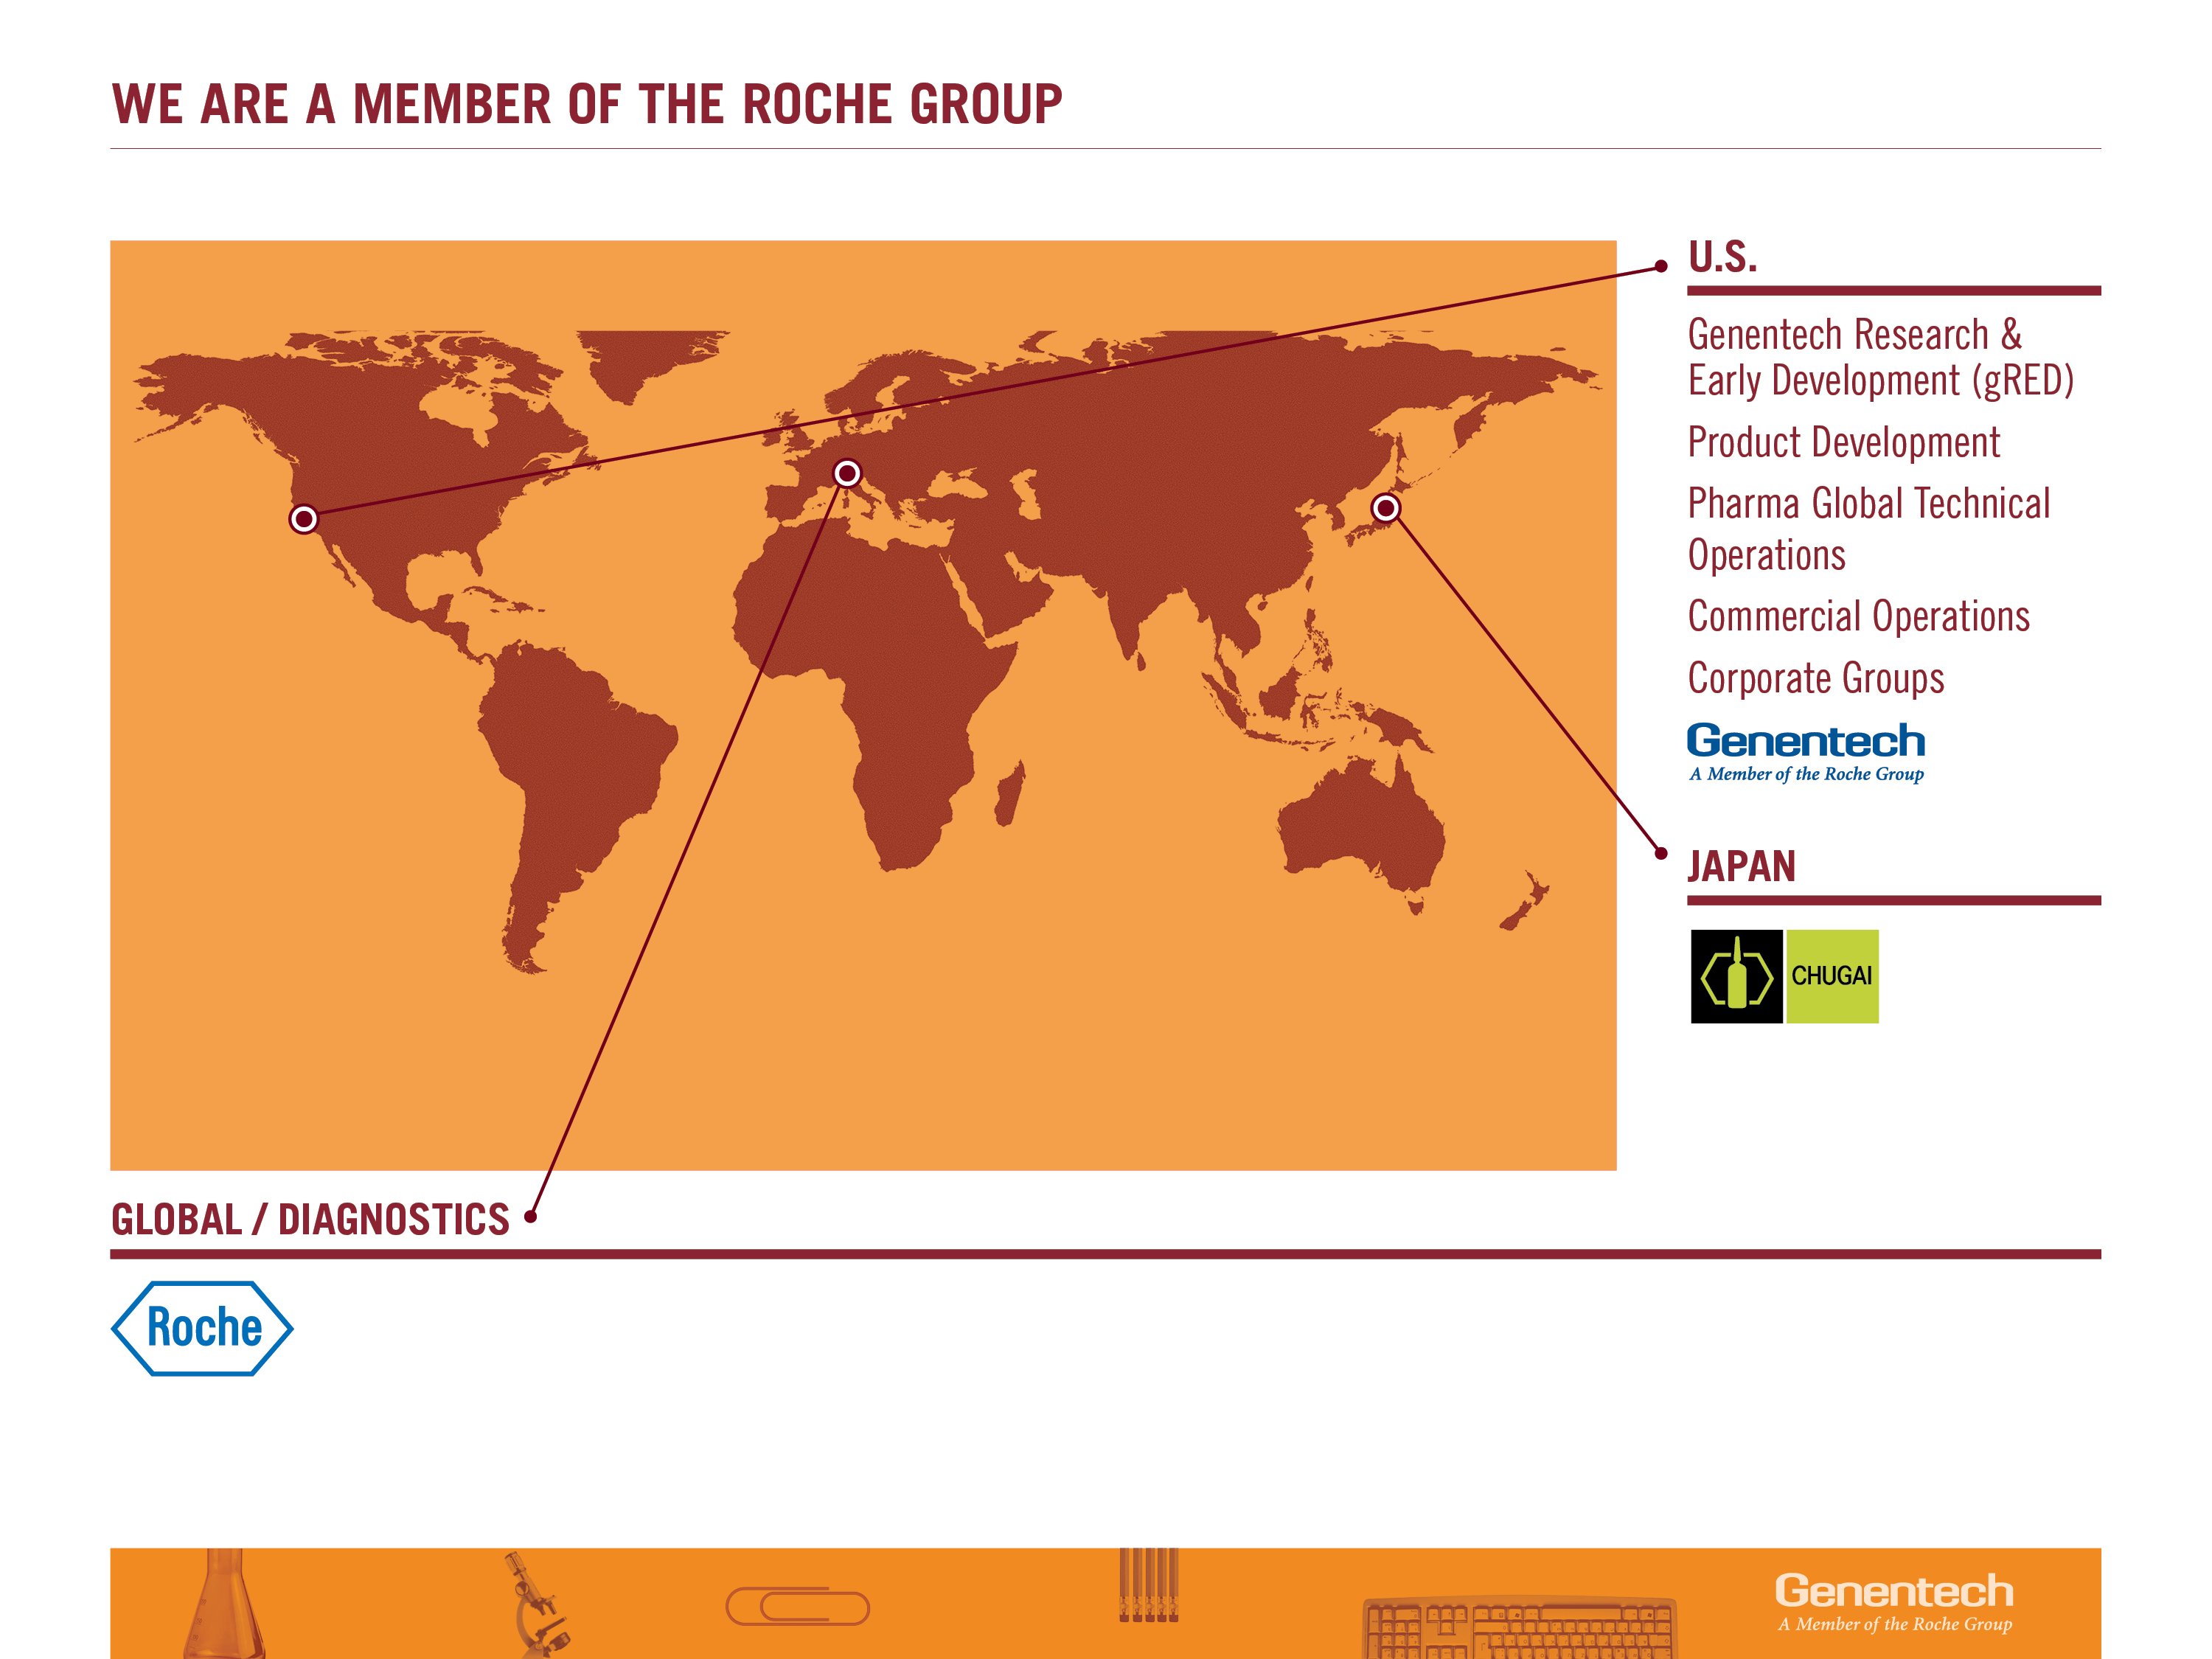 WE ARE A MEMBER OF THE ROCHE GROUP
U.S.
Genentech Research &
Early Development (gRED)
Product Development
Pharma Global Technical
Operations
Commercial Operations
Corporate Groups
Genentech
A Member of the Roche Group
JAPAN
CHUGAI
GLOBAL / DIAGNOSTICS
Roche
Genentech
A Member of the Roche Group